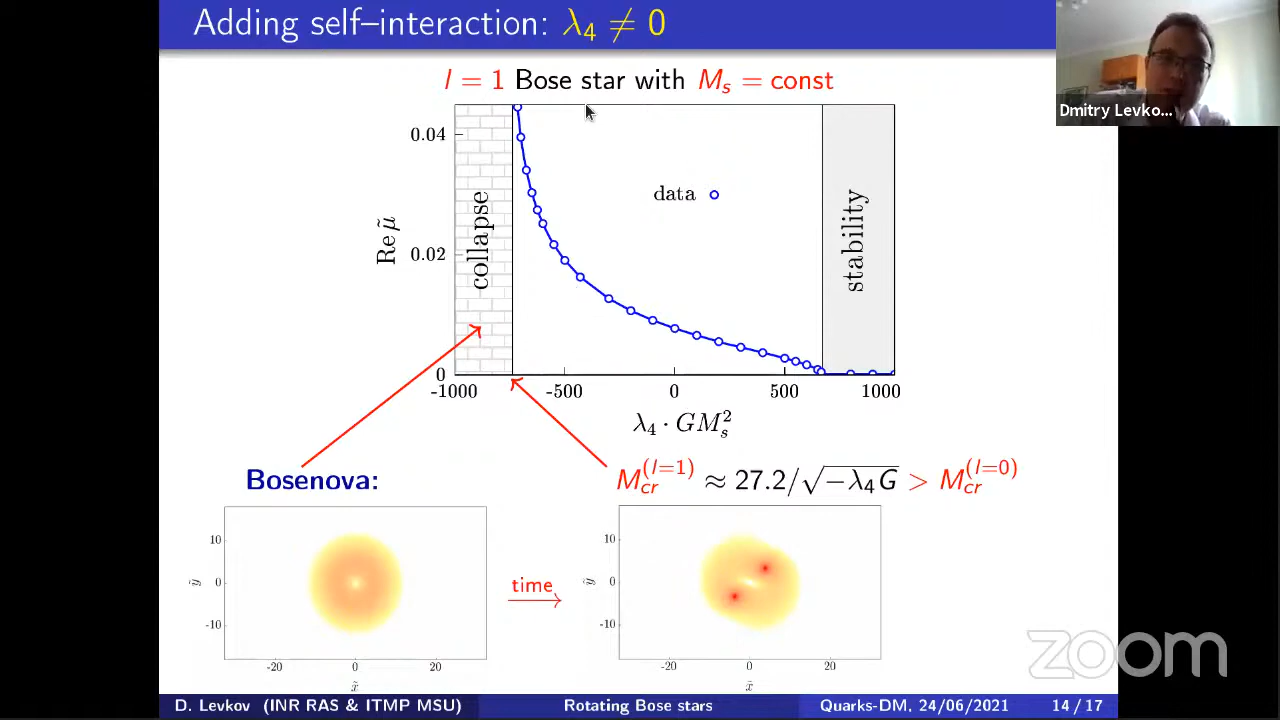 Adding self–interaction: λ₄ ≠ 0
l = 1 Bose star with Mₛ = const
Dmitry Levko...
0.04
0.02
0
Re μ̃
collapse
data
stability
-1000 -500 0 500 1000
λ₄ · GMₛ²
Bosenova:
M_cr^(l=1) ≈ 27.2/√(−λ₄G) > M_cr^(l=0)
10
0
-10
ỹ
-20 0 20
x̃
time
10
0
-10
ỹ
-20 0 20
x̃
zoom
D. Levkov (INR RAS & ITMP MSU) Rotating Bose stars Quarks-DM, 24/06/2021 14 / 17